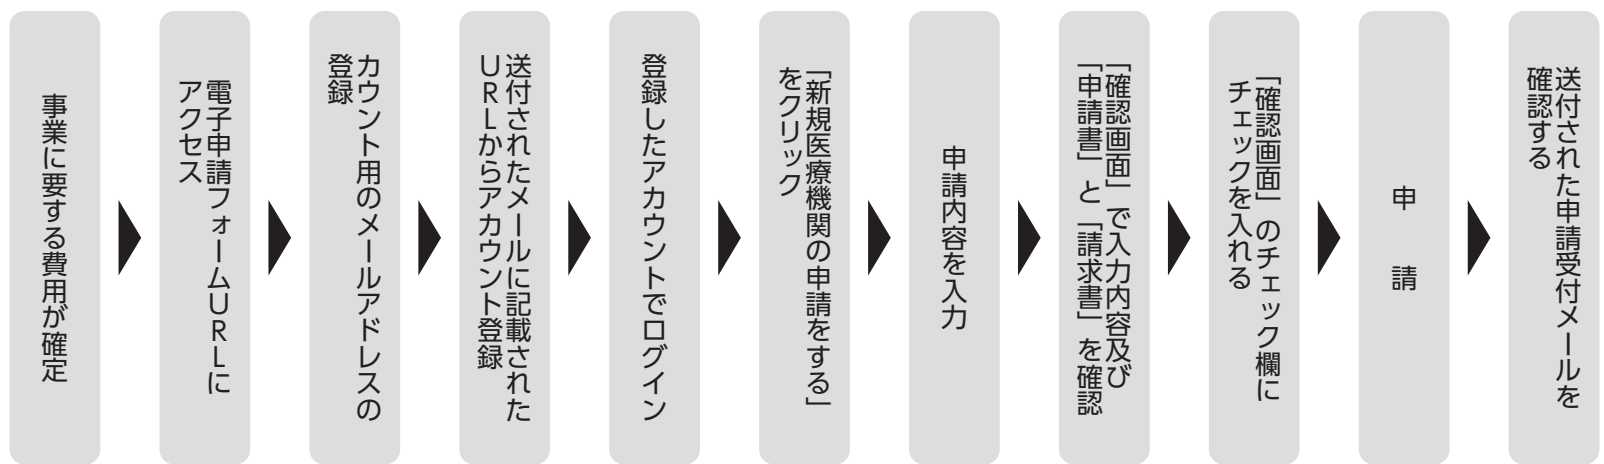 事業に要する費用が確定
電子申請フォームURLに
アクセス
カウント用のメールアドレスの
登録
送付されたメールに記載された
URLからアカウント登録
登録したアカウントでログイン
「新規医療機関の申請をする」
をクリック
申請内容を入力
「確認画面」で入力内容及び
「申請書」と「請求書」を確認
「確認画面」のチェック欄に
チェックを入れる
申請
送付された申請受付メールを
確認する